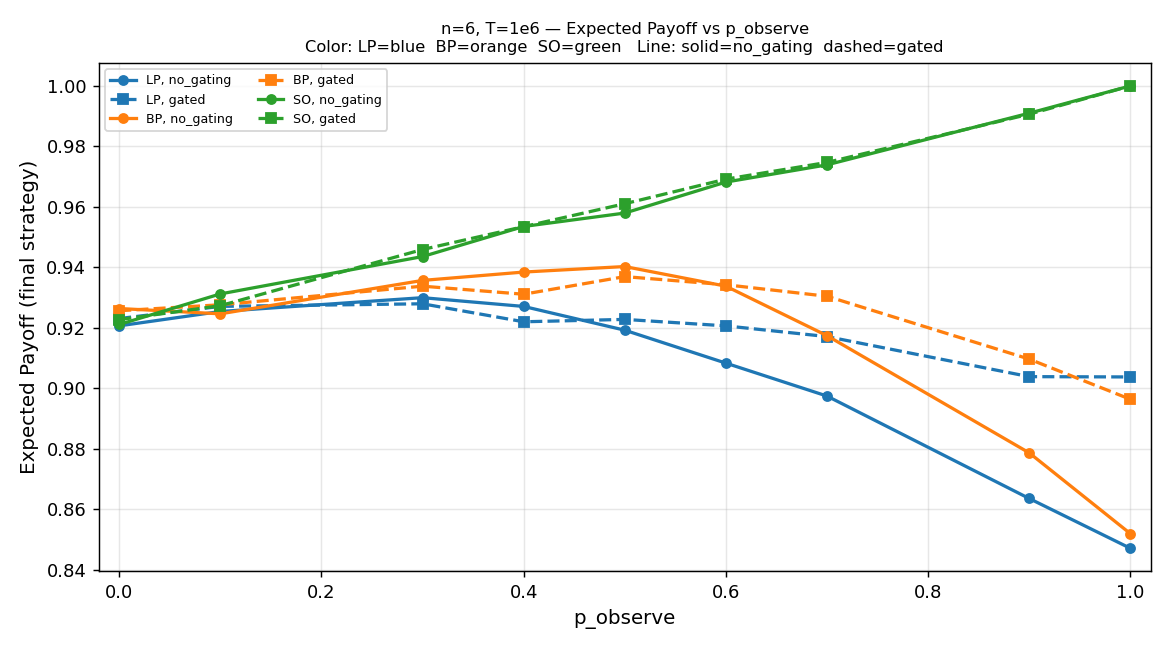 n=6, T=1e6 — Expected Payoff vs p_observe
Color: LP=blue  BP=orange  SO=green   Line: solid=no_gating  dashed=gated
LP, no_gating
LP, gated
BP, no_gating
BP, gated
SO, no_gating
SO, gated
Expected Payoff (final strategy)
1.00
0.98
0.96
0.94
0.92
0.90
0.88
0.86
0.84
0.0
0.2
0.4
0.6
0.8
1.0
p_observe